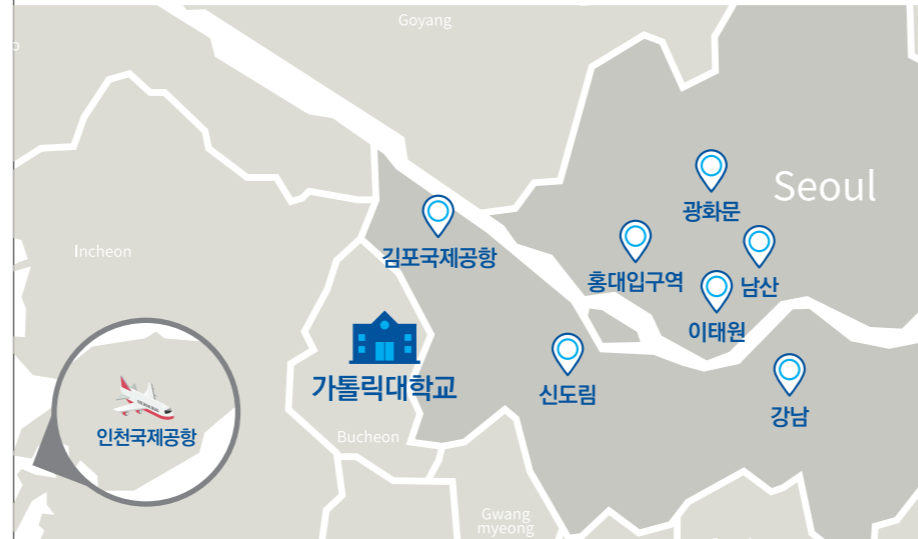 Goyang
Seoul
광화문
김포국제공항
Incheon
홍대입구역
남산
이태원
가톨릭대학교
신도림
강남
인천국제공항
Bucheon
Gwang
myeong